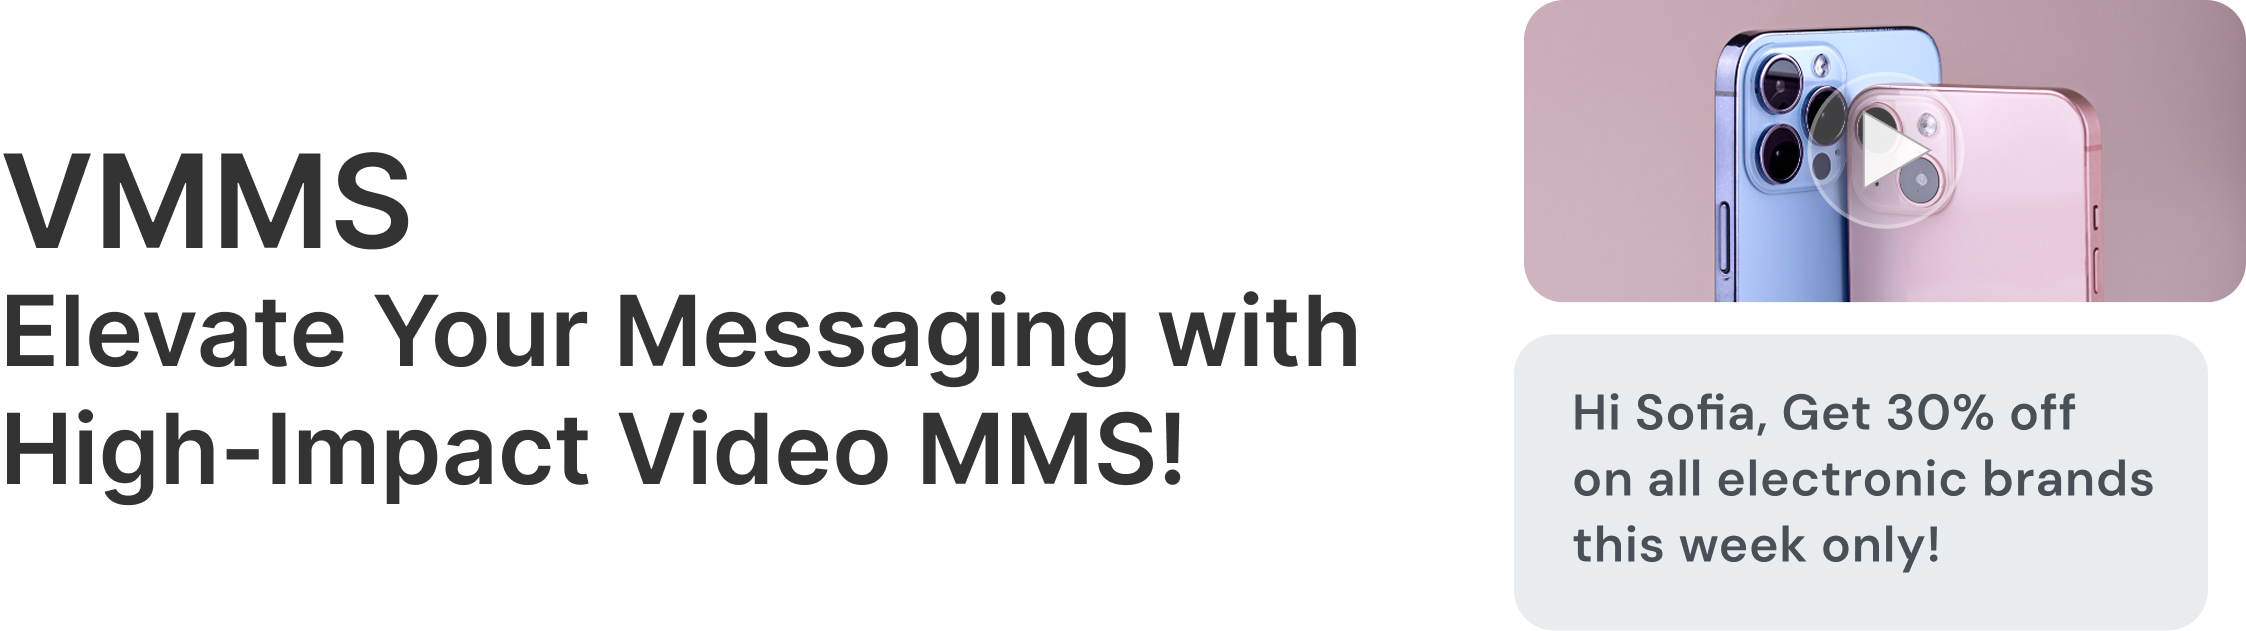 VMMS
Elevate Your Messaging with
High-Impact Video MMS!
Hi Sofia, Get 30% off
on all electronic brands
this week only!